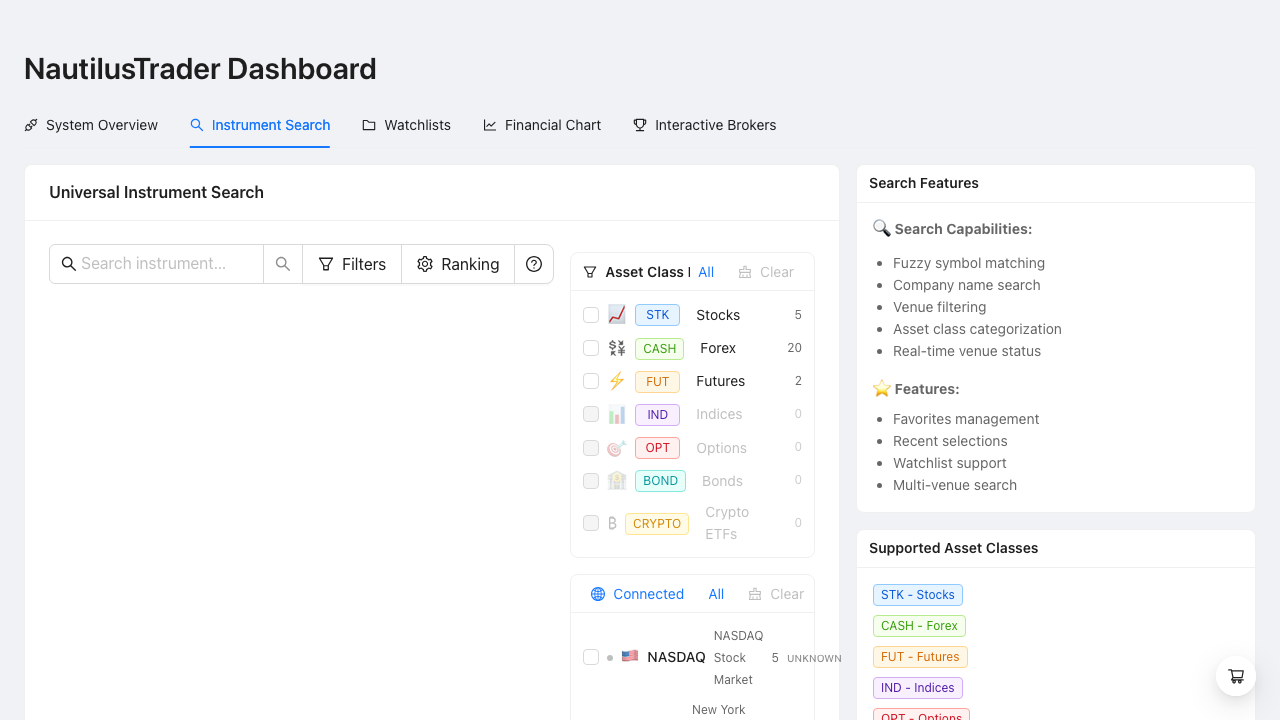 NautilusTrader Dashboard
System Overview
Instrument Search
Watchlists
Financial Chart
Interactive Brokers
Universal Instrument Search
Search instrument...
Filters
Ranking
Asset Class
All
Clear
STK Stocks 5
CASH Forex 20
FUT Futures 2
IND Indices 0
OPT Options 0
BOND Bonds 0
CRYPTO Crypto ETFs 0
Connected
All
Clear
NASDAQ
NASDAQ
Stock
Market
5 UNKNOWN
New York
Search Features
Search Capabilities:
Fuzzy symbol matching
Company name search
Venue filtering
Asset class categorization
Real-time venue status
Features:
Favorites management
Recent selections
Watchlist support
Multi-venue search
Supported Asset Classes
STK - Stocks
CASH - Forex
FUT - Futures
IND - Indices
OPT - Options